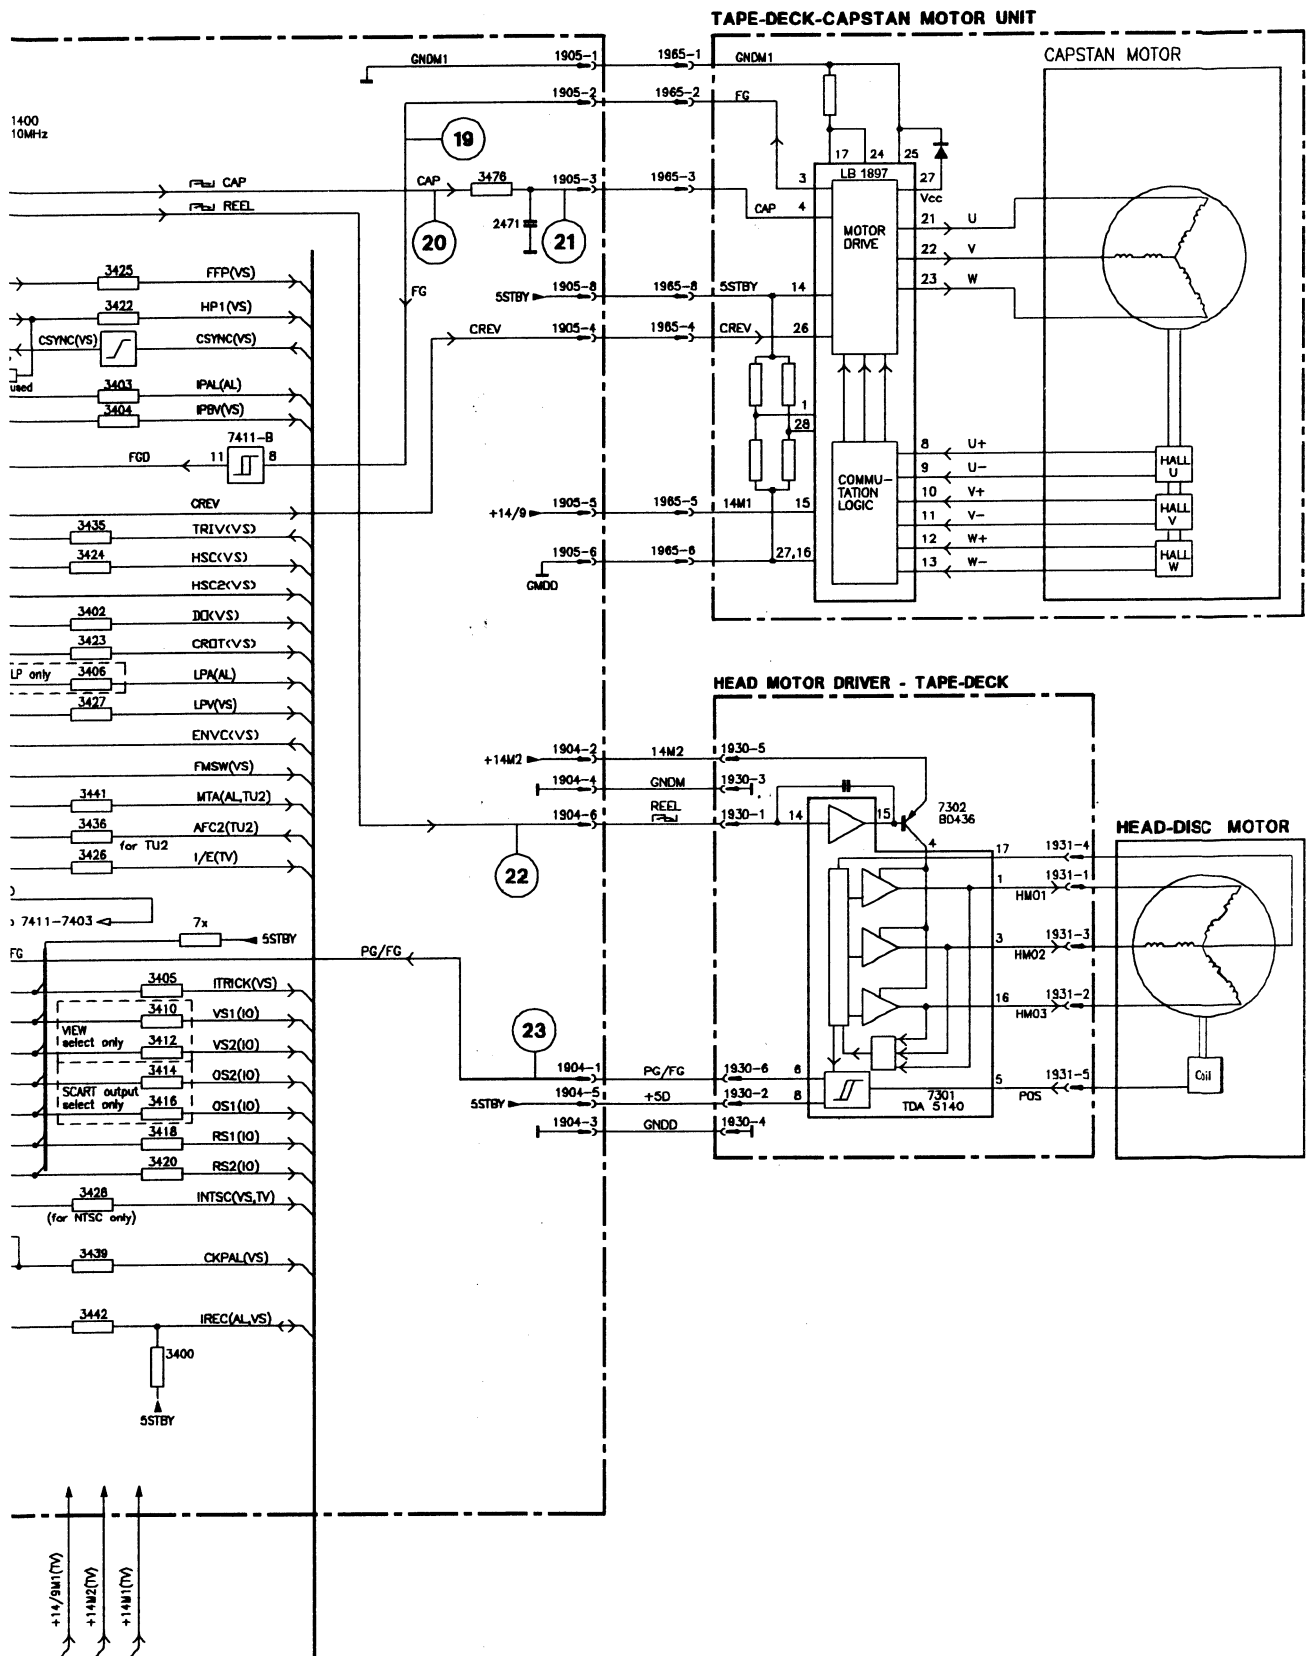 TAPE-DECK-CAPSTAN MOTOR UNIT
CAPSTAN MOTOR
GNDM1
1905-1
1965-1
GNDM1
1905-2
1965-2
FG
1400
10MHz
19
17
24
25
LB 1897
CAP
CAP
3476
1905-3
1965-3
3
27
Vcc
REEL
CAP
4
21
U
2471
20
21
MOTOR
DRIVE
22
V
3425
FFP(VS)
23
W
FG
5STBY
1905-8
1965-8
5STBY
14
3422
HP1(VS)
CREV
1905-4
1965-4
CREV
26
CSYNC(VS)
CSYNC(VS)
used
3403
IPAL(AL)
3404
IPBV(VS)
1
28
7411-B
8
U+
FGD
11
8
HALL
U
9
U-
COMMU-
TATION
LOGIC
10
V+
CREV
+14/9
1905-5
1965-5
14M1
15
HALL
V
11
V-
3435
TRIV(VS)
12
W+
3424
HSC(VS)
1905-6
1965-6
27,16
HALL
W
13
W-
GMDD
HSC2(VS)
3402
DO(VS)
3423
CROT(VS)
LP only
3406
LPA(AL)
HEAD MOTOR DRIVER - TAPE-DECK
3427
LPV(VS)
ENVC(VS)
+14M2
1904-2
14M2
1930-5
FMSW(VS)
1904-4
GNDM
1930-3
3441
MTA(AL,TU2)
REEL
7302
BD436
1904-6
1930-1
14
15
3436
AFC2(TU2)
for TU2
HEAD-DISC MOTOR
4
3426
I/E(TV)
17
1931-4
22
1
1931-1
HM01
7411-7403
7x
5STBY
FG
PG/FG
3
1931-3
HM02
3405
ITRICK(VS)
3410
VS1(IO)
16
1931-2
HM03
VIEW
select only
23
3412
VS2(IO)
3414
OS2(IO)
1904-1
PG/FG
1930-6
6
Coil
SCART output
select only
5
1931-5
POS
3416
OS1(IO)
5STBY
1904-5
+5D
1930-2
8
7301
TDA 5140
3418
RS1(IO)
1904-3
GNDD
1930-4
3420
RS2(IO)
3428
INTSC(VS,TV)
(for NTSC only)
3439
CKPAL(VS)
3442
IREC(AL,VS)
3400
5STBY
+14/9M1(TV)
+14M2(TV)
+14M1(TV)